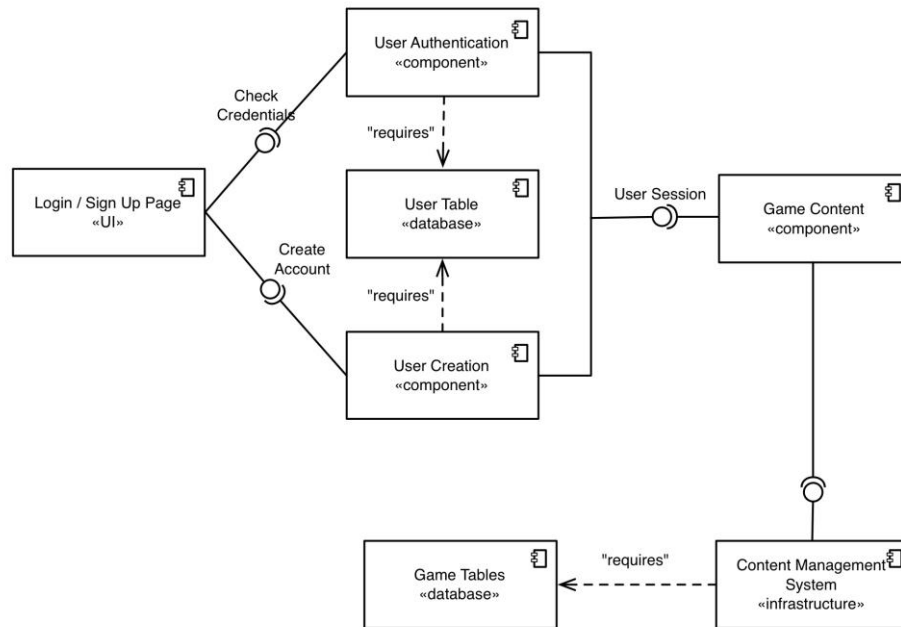 User Authentication
«component»
Check
Credentials
"requires"
Login / Sign Up Page
«UI»
User Table
«database»
User Session
Game Content
«component»
Create
Account
"requires"
User Creation
«component»
Game Tables
«database»
"requires"
Content Management
System
«infrastructure»